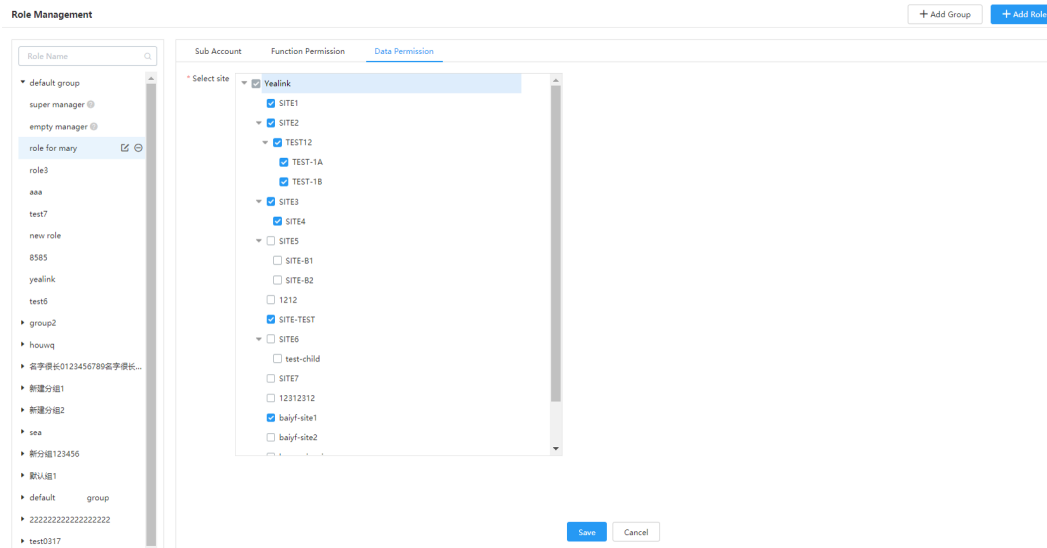 Role Management
+ Add Group
+ Add Role
Role Name
default group
super manager
empty manager
role for mary
role3
aaa
test7
new role
8585
yealink
test6
group2
houwq
名字很长0123456789名字很长...
新建分组1
新建分组2
sea
新分组123456
默认组1
default group
222222222222222222
test0317
Sub Account
Function Permission
Data Permission
* Select site
Yealink
SITE1
SITE2
TEST12
TEST-1A
TEST-1B
SITE3
SITE4
SITE5
SITE-B1
SITE-B2
1212
SITE-TEST
SITE6
test-child
SITE7
12312312
baiyf-site1
baiyf-site2
Save
Cancel